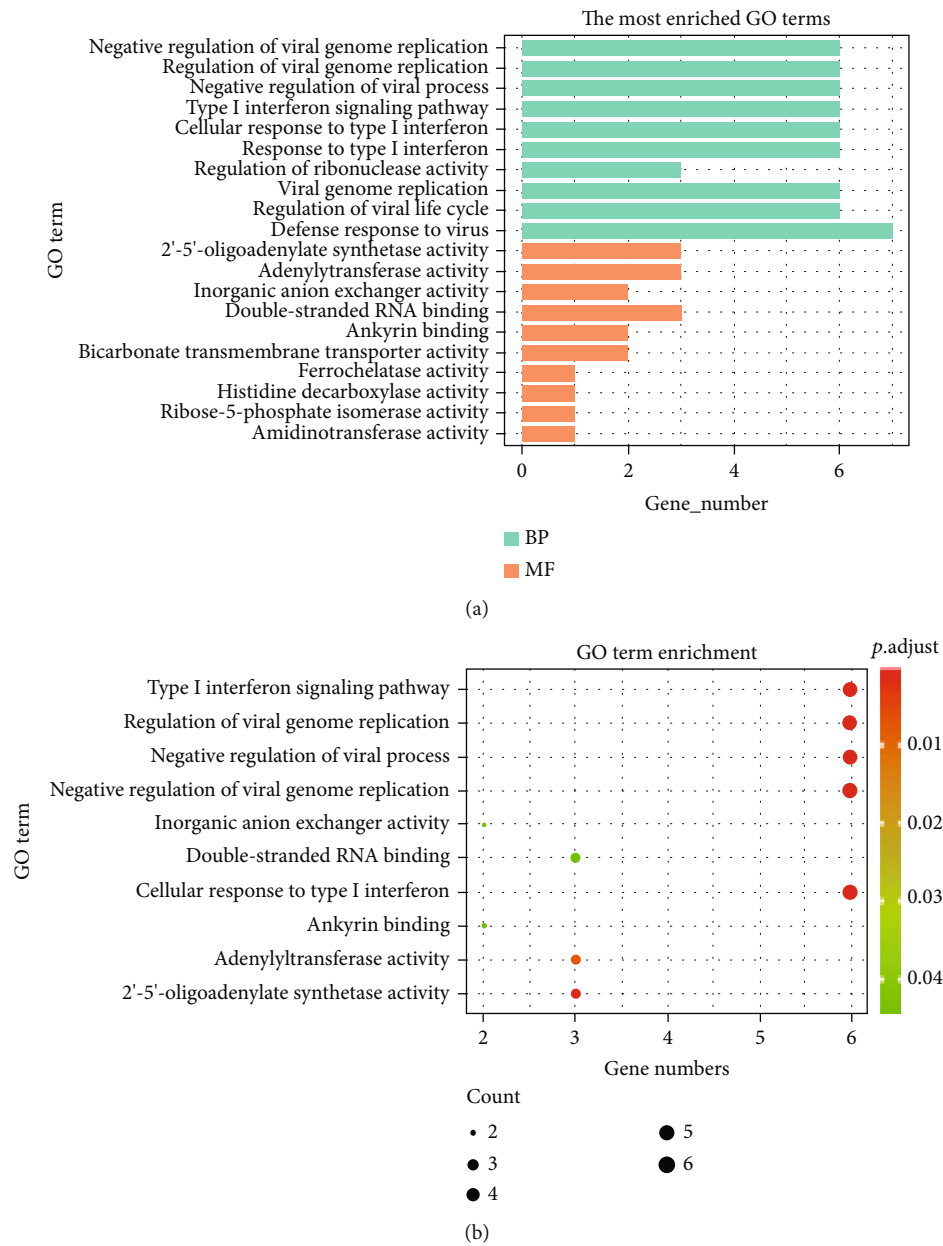 The most enriched GO terms
GO term
Negative regulation of viral genome replication
Regulation of viral genome replication
Negative regulation of viral process
Type I interferon signaling pathway
Cellular response to type I interferon
Response to type I interferon
Regulation of ribonuclease activity
Viral genome replication
Regulation of viral life cycle
Defense response to virus
2'-5'-oligoadenylate synthetase activity
Adenylytransferase activity
Inorganic anion exchanger activity
Double-stranded RNA binding
Ankyrin binding
Bicarbonate transmembrane transporter activity
Ferrochelatase activity
Histidine decarboxylase activity
Ribose-5-phosphate isomerase activity
Amidinotransferase activity
0 2 4 6
Gene_number
BP
MF
(a)
GO term enrichment
p.adjust
GO term
Type I interferon signaling pathway
Regulation of viral genome replication
Negative regulation of viral process
Negative regulation of viral genome replication
Inorganic anion exchanger activity
Double-stranded RNA binding
Cellular response to type I interferon
Ankyrin binding
Adenylyltransferase activity
2'-5'-oligoadenylate synthetase activity
0.01
0.02
0.03
0.04
2 3 4 5 6
Gene numbers
Count
2
3
4
5
6
(b)